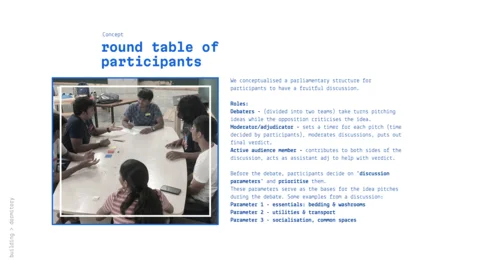 Concept
round table of
participants
We conceptualised a parliamentary structure for
participants to have a fruitful discussion.
Roles:
Debaters - (divided into two teams) take turns pitching
ideas while the opposition criticises the idea.
Moderator/adjudicator - sets a timer for each pitch (time
decided by participants), moderates discussions, puts out
final verdict.
Active audience member - contributes to both sides of the
discussion, acts as assistant adj to help with verdict.
Before the debate, participants decide on 'discussion
parameters' and prioritise them.
These parameters serve as the bases for the idea pitches
during the debate. Some examples from a discussion:
Parameter 1 - essentials: bedding & washrooms
Parameter 2 - utilities & transport
Parameter 3 - socialisation, common spaces